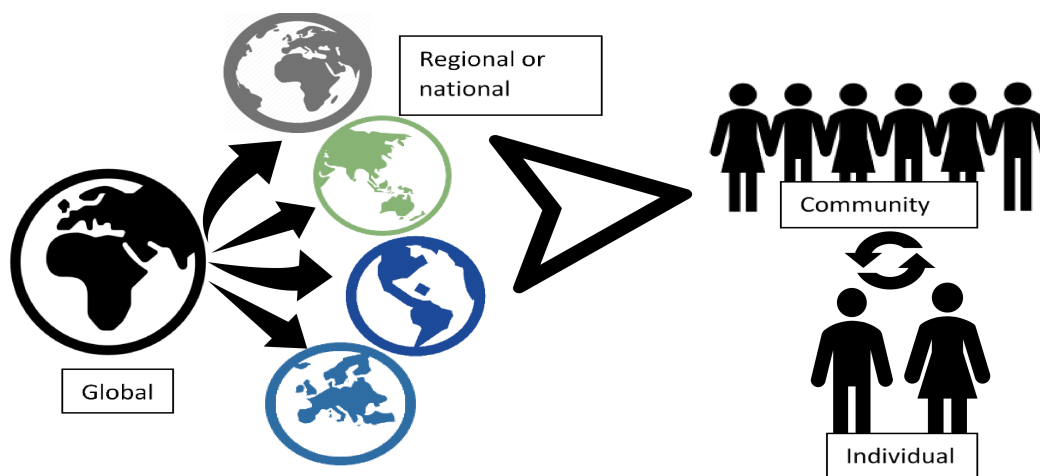 Regional or
national
Community
Global
Individual